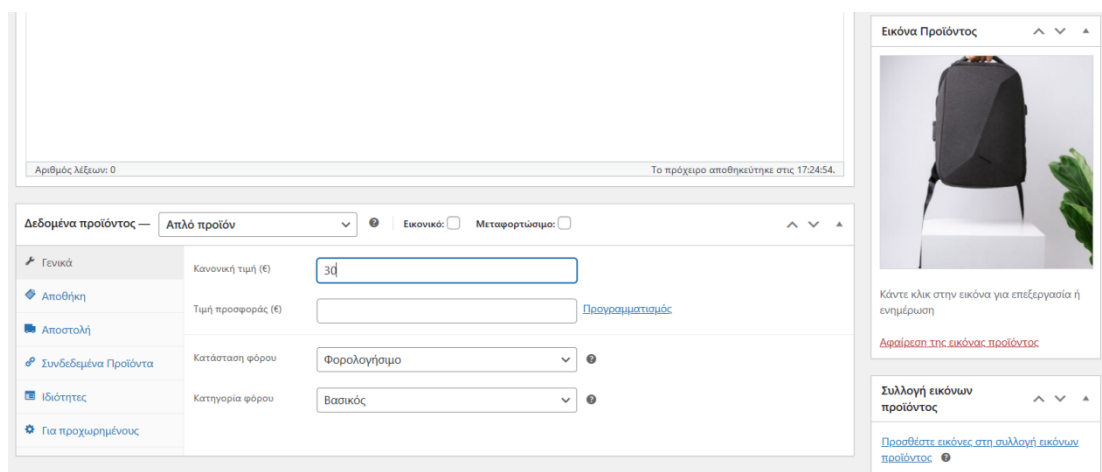 Αριθμός λέξεων: 0
Το πρόχειρο αποθηκεύτηκε στις 17:24:54.
Δεδομένα προϊόντος —
Απλό προϊόν
Εικονικό:
Μεταφορτώσιμο:
Γενικά
Αποθήκη
Αποστολή
Συνδεδεμένα Προϊόντα
Ιδιότητες
Για προχωρημένους
Κανονική τιμή (€)
30
Τιμή προσφοράς (€)
Προγραμματισμός
Κατάσταση φόρου
Φορολογήσιμο
Κατηγορία φόρου
Βασικός
Εικόνα Προϊόντος
Κάντε κλικ στην εικόνα για επεξεργασία ή
ενημέρωση
Αφαίρεση της εικόνας προϊόντος
Συλλογή εικόνων
προϊόντος
Προσθέστε εικόνες στη συλλογή εικόνων
προϊόντος